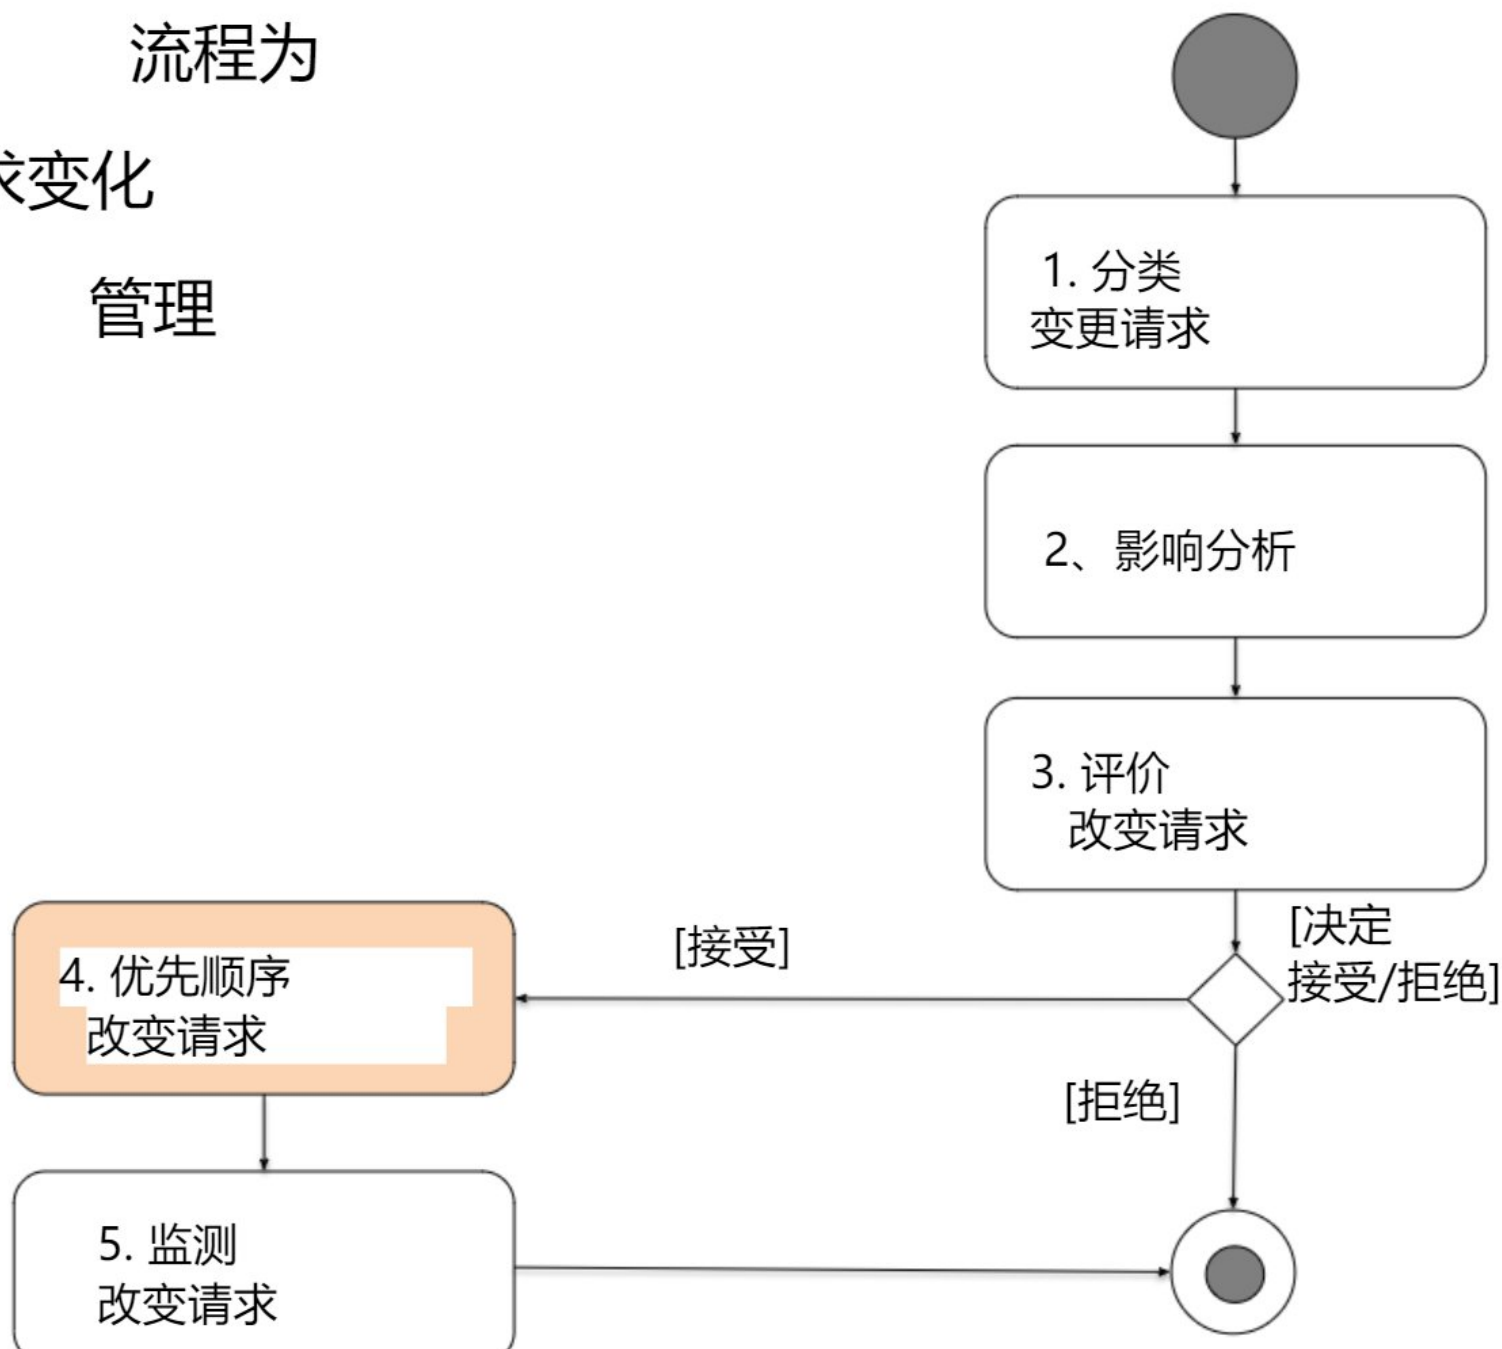 流程为
求变化
管理
1. 分类
变更请求
2、影响分析
3. 评价
改变请求
[决定
接受/拒绝]
[接受]
4. 优先顺序
改变请求
[拒绝]
5. 监测
改变请求